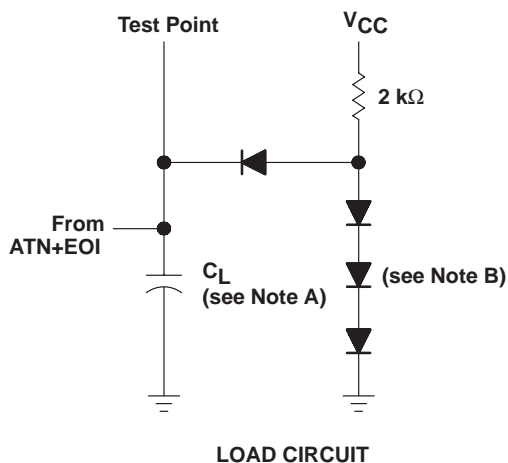 Test Point
VCC
2 kΩ
From
ATN+EOI
CL
(see Note A)
(see Note B)
LOAD CIRCUIT